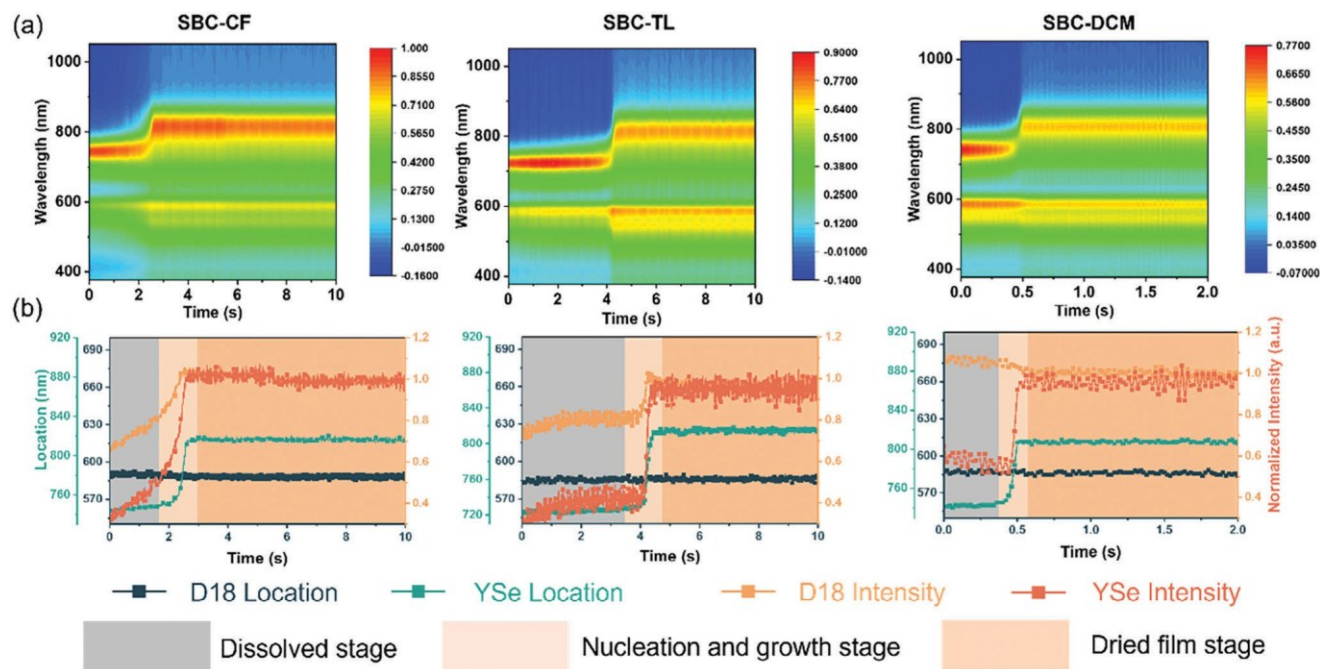 (a)
SBC-CF
SBC-TL
SBC-DCM
Wavelength (nm)
1000
800
600
400
0 2 4 6 8 10
Time (s)
1.000
0.8550
0.7100
0.5650
0.4200
0.2750
0.1300
-0.01500
-0.1600
Wavelength (nm)
1000
800
600
400
0 2 4 6 8 10
Time (s)
0.9000
0.7700
0.6400
0.5100
0.3800
0.2500
0.1200
-0.01000
-0.1400
Wavelength (nm)
1000
800
600
400
0.0 0.5 1.0 1.5 2.0
Time (s)
0.7700
0.6650
0.5600
0.4550
0.3500
0.2450
0.1400
0.03500
-0.07000
(b)
Location (nm)
920
880
840
800
760
690
660
630
600
570
1.2
1.0
0.8
0.6
0.4
0 2 4 6 8 10
Time (s)
920
880
840
800
760
720
690
660
630
600
570
1.2
1.0
0.8
0.6
0.4
0 2 4 6 8 10
Time (s)
920
880
840
800
760
690
660
630
600
570
1.2
1.0
0.8
0.6
0.4
Normalized Intensity (a.u.)
0.0 0.5 1.0 1.5 2.0
Time (s)
D18 Location
YSe Location
D18 Intensity
YSe Intensity
Dissolved stage
Nucleation and growth stage
Dried film stage